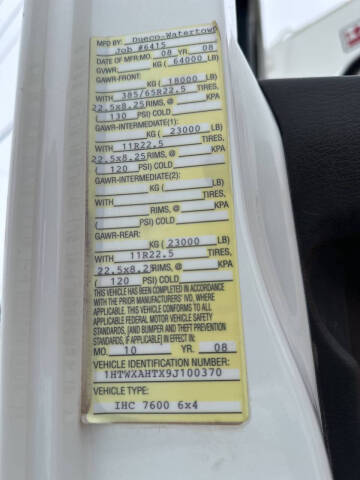 MFD BY: Dueco-Watertown
Job #6415
DATE OF MFR:MO. 08 YR. 08
GVWR: KG ( 64000 LB)
GAWR-FRONT:
KG ( 18000 LB)
WITH 385/65R22.5 TIRES,
22.5x8.25 RIMS, @ KPA
( 130 PSI) COLD
GAWR-INTERMEDIATE(1):
KG ( 23000 LB)
WITH 11R22.5 TIRES,
22.5x8.25 RIMS, @ KPA
( 120 PSI) COLD
GAWR-INTERMEDIATE(2):
KG ( LB)
WITH TIRES,
RIMS, @ KPA
( PSI) COLD
GAWR-REAR:
KG ( 23000 LB)
WITH 11R22.5 TIRES,
22.5x8.25 RIMS, @ KPA
( 120 PSI) COLD
THIS VEHICLE HAS BEEN COMPLETED IN ACCORDANCE
WITH THE PRIOR MANUFACTURERS' IVD, WHERE
APPLICABLE. THIS VEHICLE CONFORMS TO ALL
APPLICABLE FEDERAL MOTOR VEHICLE SAFETY
STANDARDS, [AND BUMPER AND THEFT PREVENTION
STANDARDS, IF APPLICABLE] IN EFFECT IN:
MO. 10 YR. 08
VEHICLE IDENTIFICATION NUMBER:
1HTWXAHTX9J100370
VEHICLE TYPE:
IHC 7600 6x4